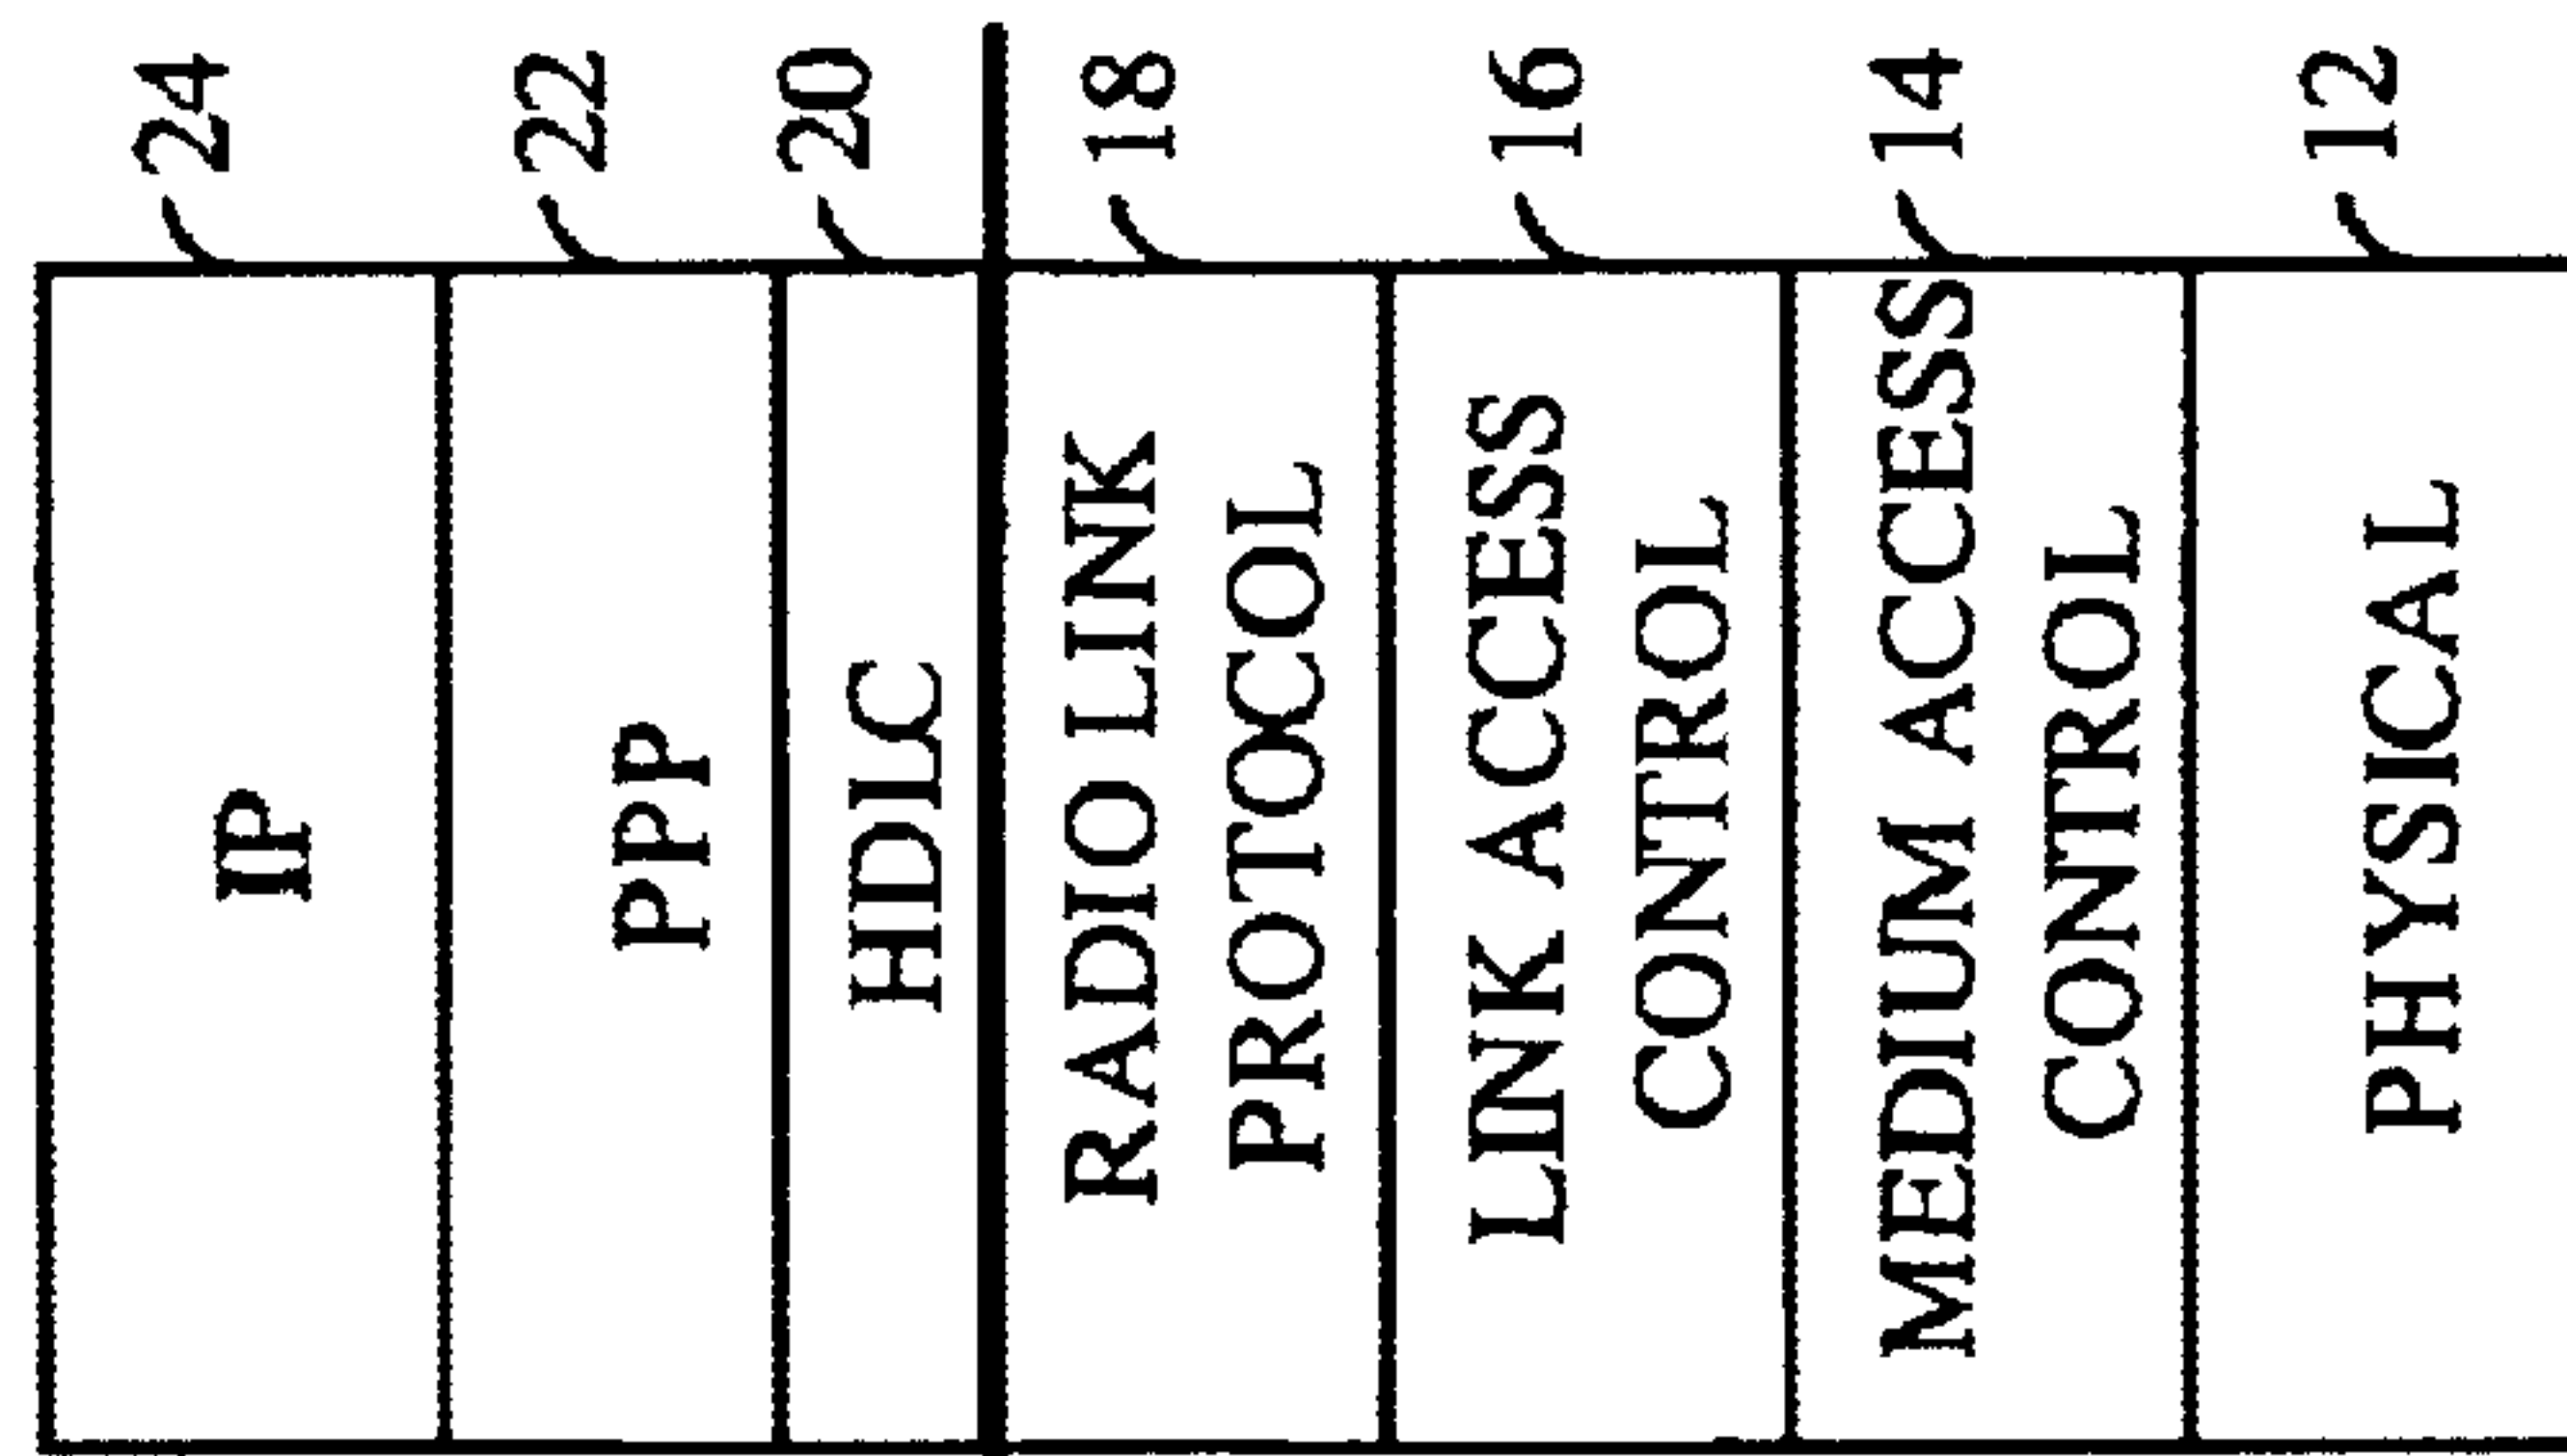 IP 24
PPP 22
HDLC 20
RADIO LINK 18
PROTOCOL
LINK ACCESS 16
CONTROL
MEDIUM ACCESS 14
CONTROL
PHYSICAL 12